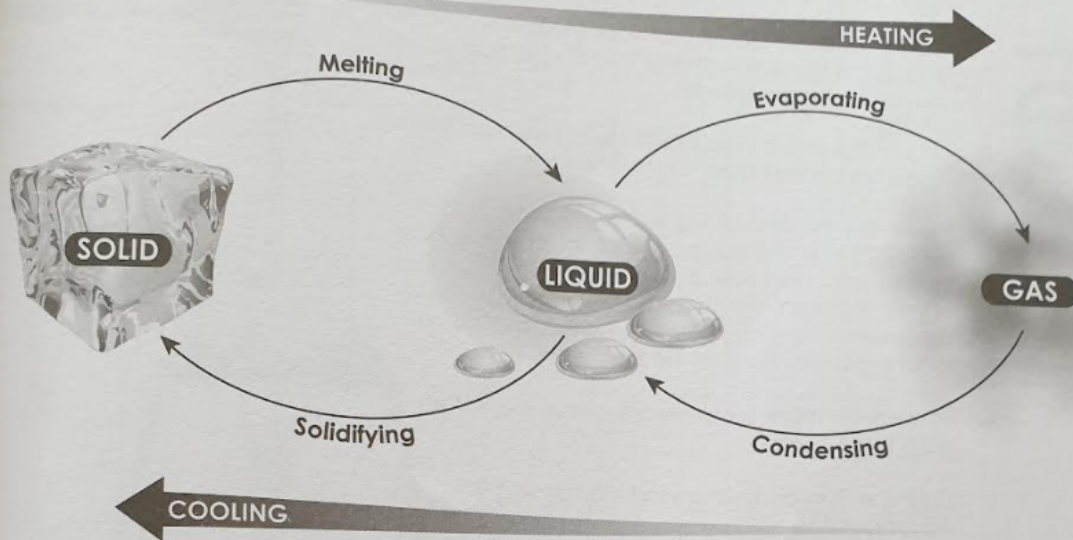 HEATING
Melting
Evaporating
SOLID
LIQUID
GAS
Solidifying
Condensing
COOLING